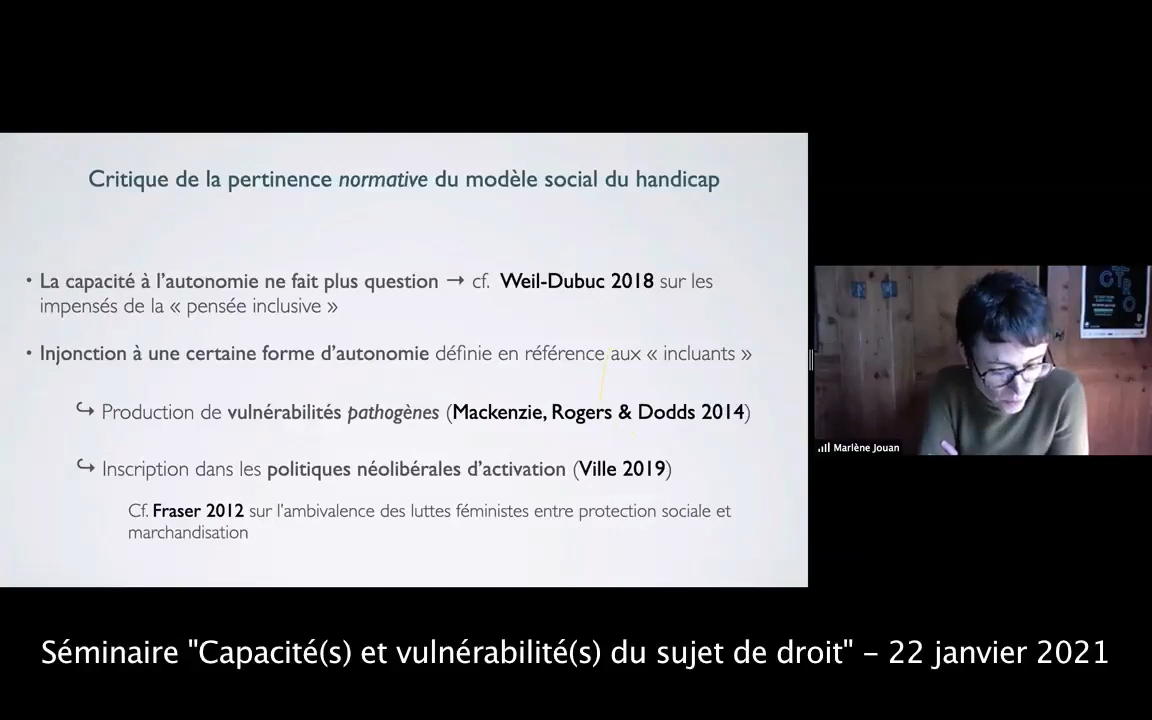 Critique de la pertinence normative du modèle social du handicap
• La capacité à l’autonomie ne fait plus question → cf. Weil-Dubuc 2018 sur les
impensés de la « pensée inclusive »
• Injonction à une certaine forme d’autonomie définie en référence aux « incluants »
↪ Production de vulnérabilités pathogènes (Mackenzie, Rogers & Dodds 2014)
↪ Inscription dans les politiques néolibérales d’activation (Ville 2019)
Cf. Fraser 2012 sur l’ambivalence des luttes féministes entre protection sociale et
marchandisation
CTRO
Marlène Jouan
Séminaire "Capacité(s) et vulnérabilité(s) du sujet de droit" – 22 janvier 2021